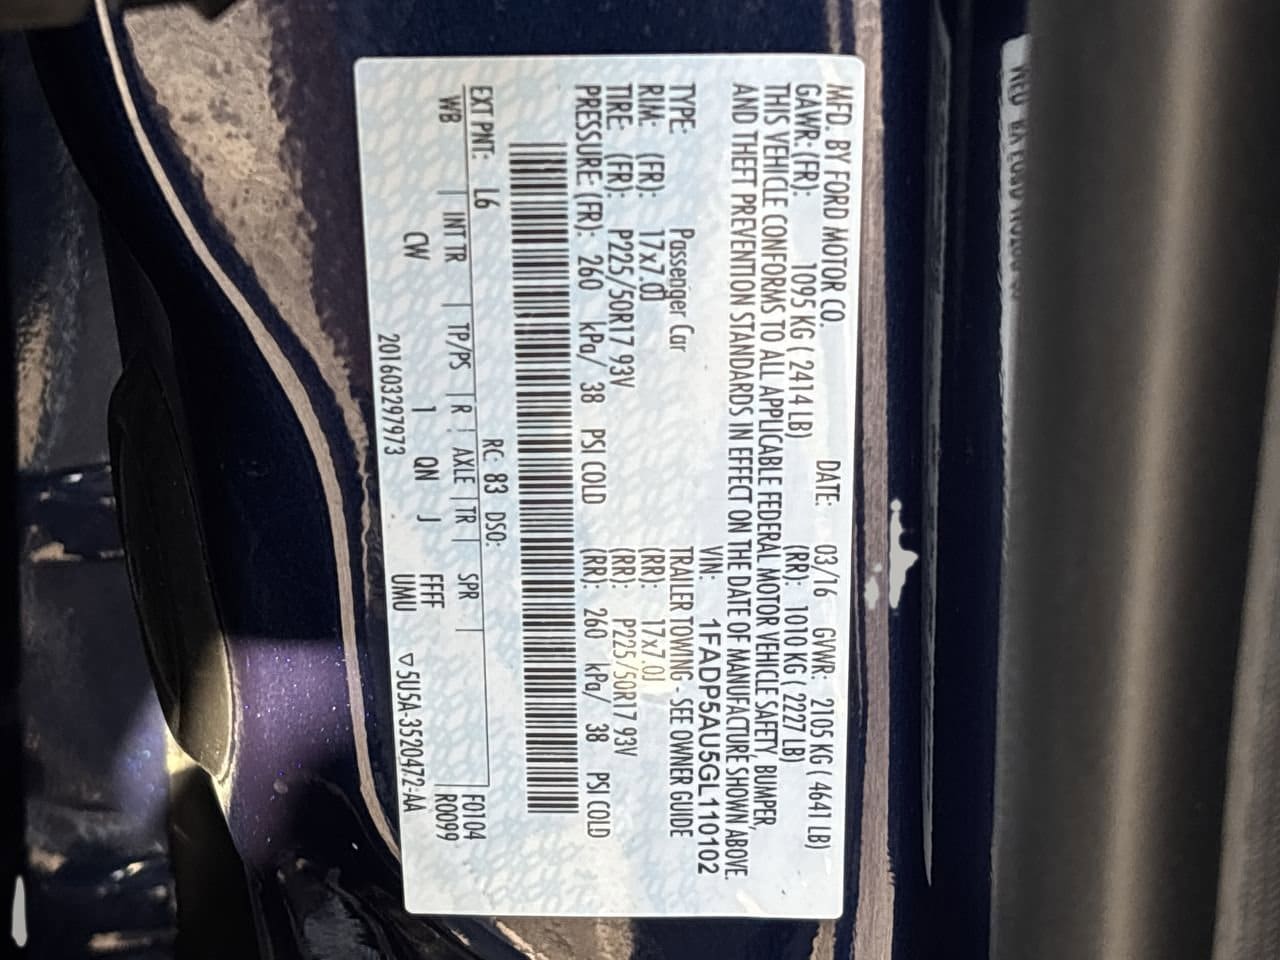 MFD. BY FORD MOTOR CO.
DATE: 03/16 GVWR: 2105 KG ( 4641 LB)
GAWR: (FR): 1095 KG ( 2414 LB) (RR): 1010 KG ( 2227 LB)
THIS VEHICLE CONFORMS TO ALL APPLICABLE FEDERAL MOTOR VEHICLE SAFETY, BUMPER,
AND THEFT PREVENTION STANDARDS IN EFFECT ON THE DATE OF MANUFACTURE SHOWN ABOVE.
VIN: 1FADP5AU5GL110102
TYPE: Passenger Car TRAILER TOWING - SEE OWNER GUIDE
RIM: (FR): 17x7.0J (RR): 17x7.0J
TIRE: (FR): P225/50R17 93V (RR): P225/50R17 93V
PRESSURE: (FR): 260 kPa/ 38 PSI COLD (RR): 260 kPa/ 38 PSI COLD
RC: 83 DSO:
EXT PNT: L6 F0104
WB INT TR TP/PS R AXLE TR SPR R0099
CW 1 QN J FFFF
20160329793 UMU ▽5U5A-3520472-AA